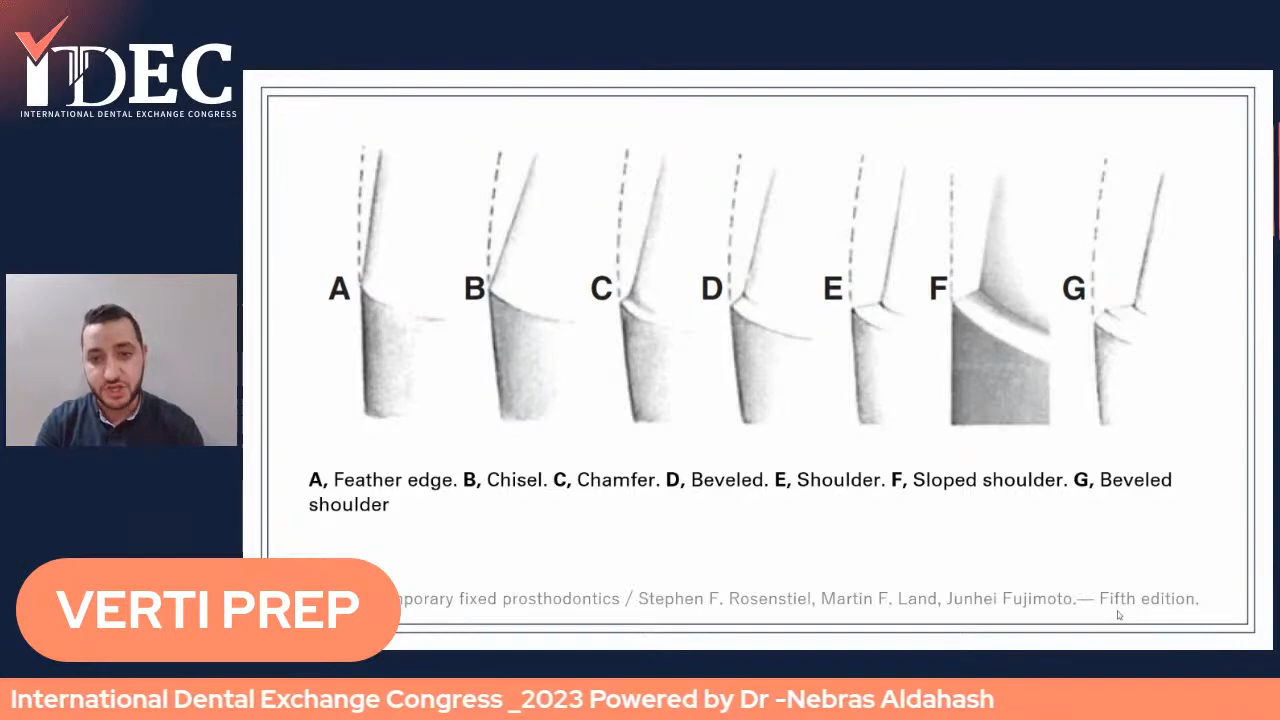 IDEC
INTERNATIONAL DENTAL EXCHANGE CONGRESS
A B C D E F G
A, Feather edge. B, Chisel. C, Chamfer. D, Beveled. E, Shoulder. F, Sloped shoulder. G, Beveled
shoulder
VERTI PREP
fixed prosthodontics / Stephen F. Rosenstiel, Martin F. Land, Junhei Fujimoto.— Fifth edition.
International Dental Exchange Congress _2023 Powered by Dr -Nebras Aldahash